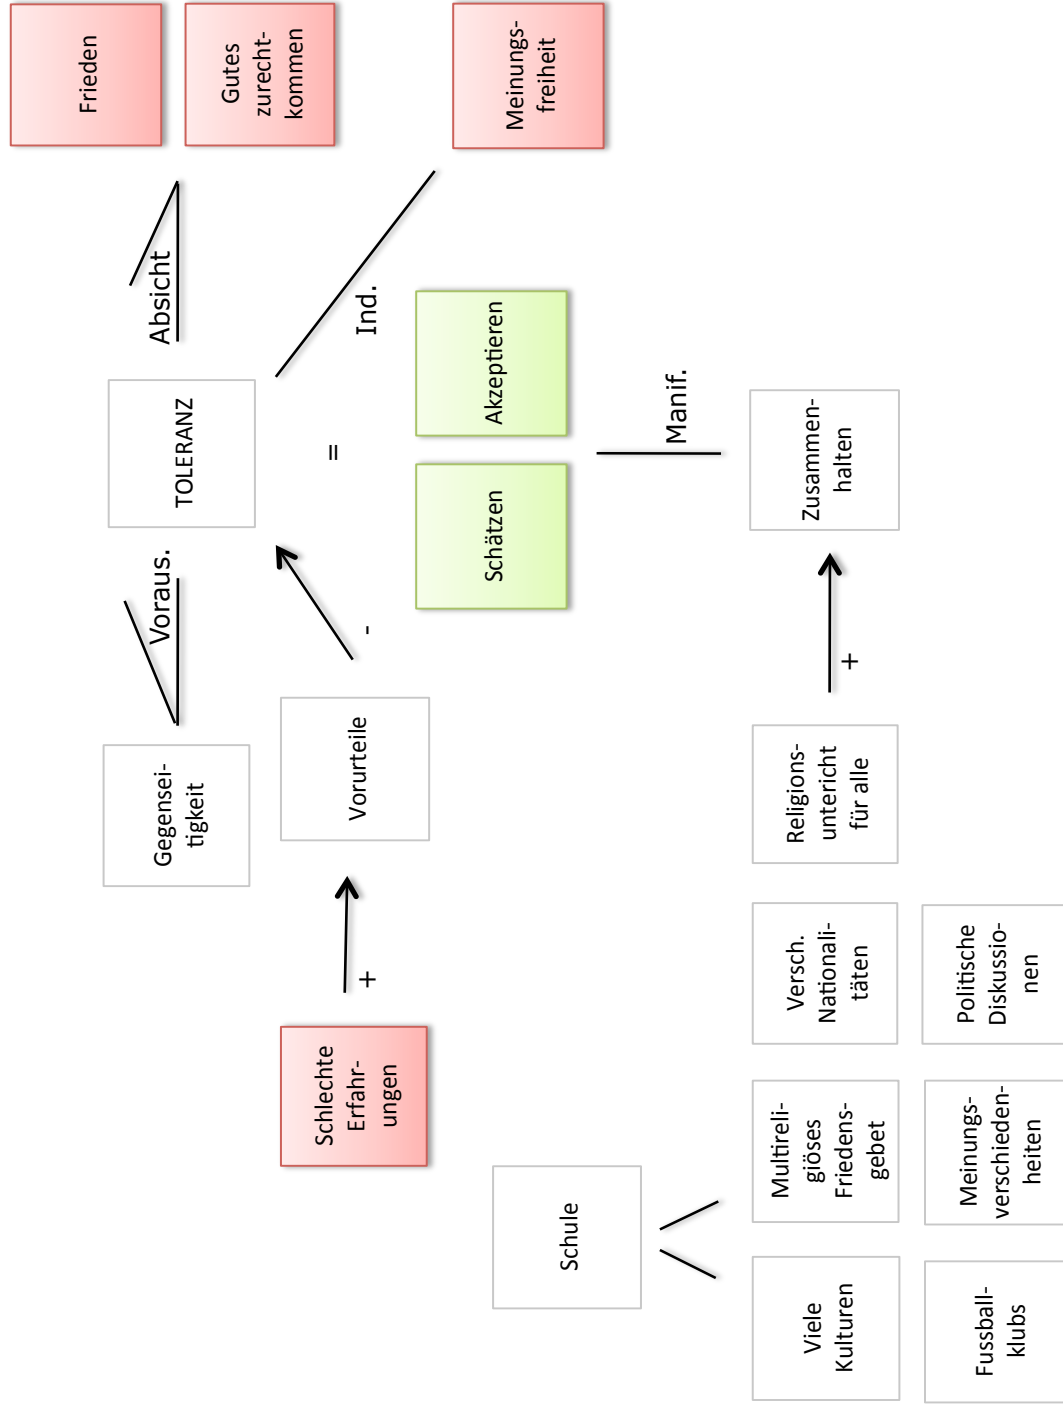 Gegensei-
tigkeit
Voraus.
TOLERANZ
Absicht
Frieden
Gutes
zurecht-
kommen
Schlechte
Erfahr-
ungen
+
Vorurteile
-
=
Ind.
Meinungs-
freiheit
Schule
Schätzen
Akzeptieren
Manif.
Viele
Kulturen
Multireli-
giöses
Friedens-
gebet
Versch.
Nationali-
täten
Religions-
untericht
für alle
+
Zusammen-
halten
Fussball-
klubs
Meinungs-
verschieden-
heiten
Politische
Diskussio-
nen